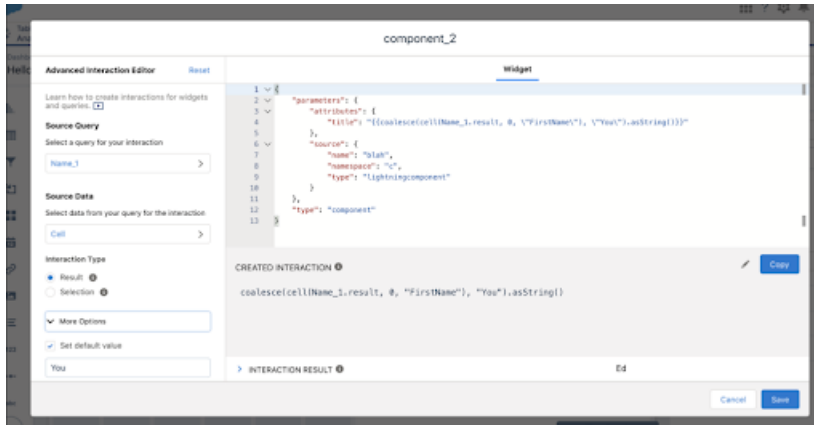 component_2
Hello
Advanced Interaction Editor
Reset
Widget
Learn how to create interactions for widgets
and queries.
Source Query
Select a query for your interaction
Name_1
Source Data
Select data from your query for the interaction
Cell
Interaction Type
Result
Selection
More Options
Set default value
You
1 {
2 "parameters": {
3 "attributes": {
4 "title": "{{coalesce(cell(Name_1.result, 0, \"FirstName\"), \"You\").asString()}}"
5 },
6 "source": {
7 "name": "blah",
8 "namespace": "c",
9 "type": "lightningcomponent"
10 }
11 },
12 "type": "component"
13 }
CREATED INTERACTION
Copy
coalesce(cell(Name_1.result, 0, "FirstName"), "You").asString()
INTERACTION RESULT
Ed
Cancel
Save